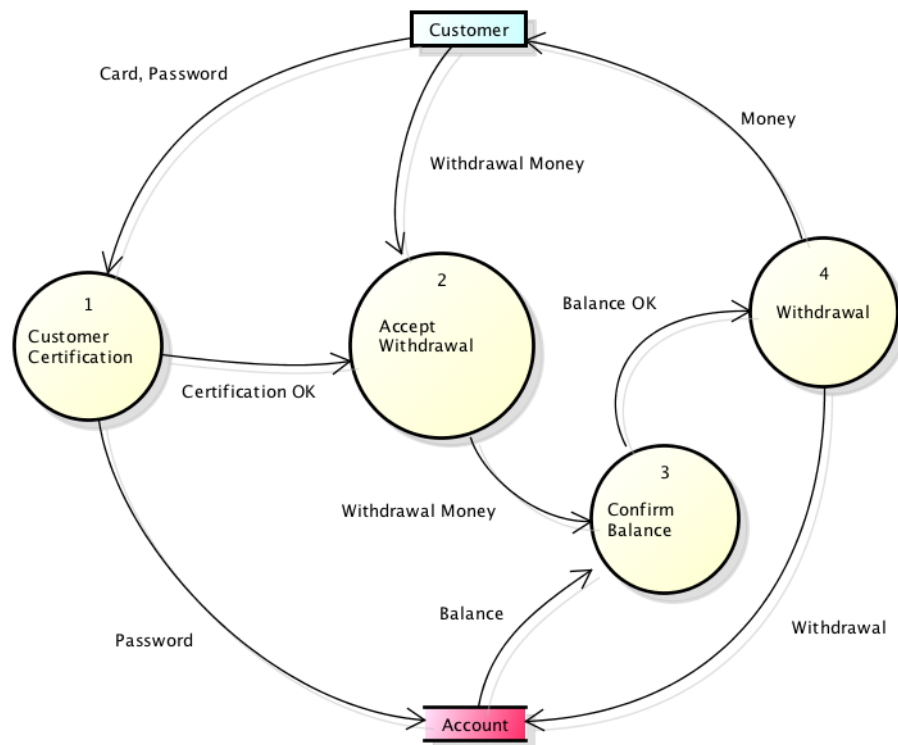 Customer
Card, Password
Money
Withdrawal Money
1
Customer
Certification
2
Accept
Withdrawal
4
Withdrawal
Balance OK
Certification OK
3
Confirm
Balance
Withdrawal Money
Balance
Password
Withdrawal
Account